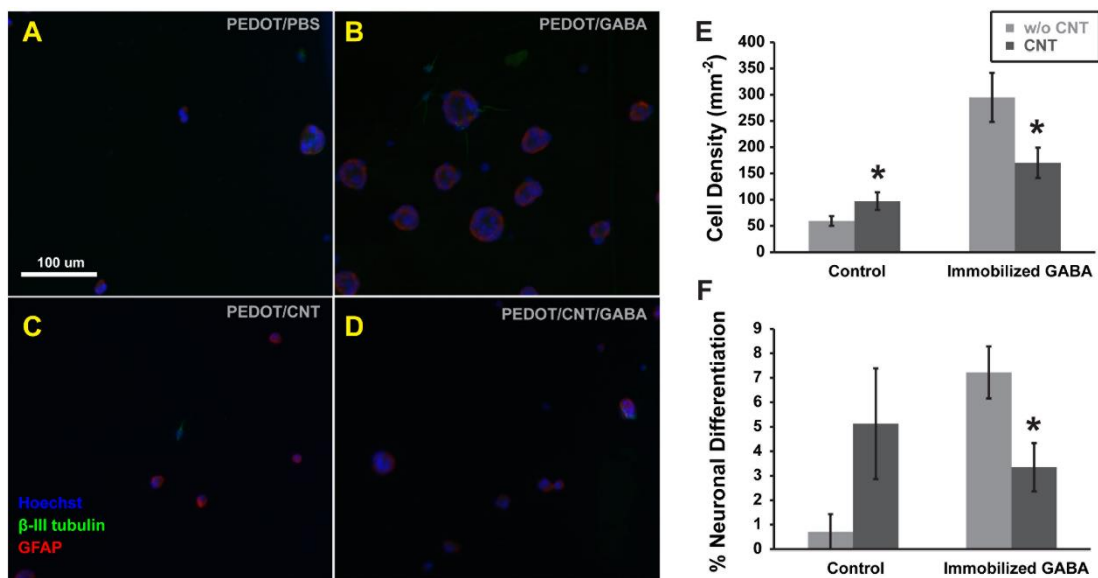 A
PEDOT/PBS
100 um
B
PEDOT/GABA
C
PEDOT/CNT
Hoechst
β-III tubulin
GFAP
D
PEDOT/CNT/GABA
E
w/o CNT
CNT
Cell Density (mm⁻²)
400
350
300
250
200
150
100
50
0
*
*
Control
Immobilized GABA
F
% Neuronal Differentiation
9
8
7
6
5
4
3
2
1
0
*
Control
Immobilized GABA